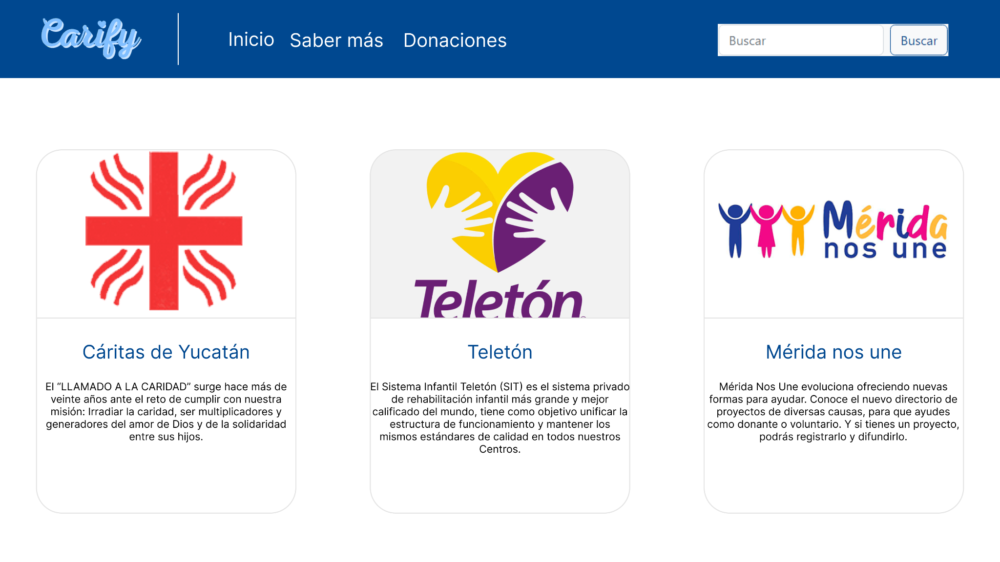 Carify
Inicio Saber más Donaciones
Buscar Buscar
Teletón
Mérida
nos une
Cáritas de Yucatán
El “LLAMADO A LA CARIDAD” surge hace más de
veinte años ante el reto de cumplir con nuestra
misión: Irradiar la caridad, ser multiplicadores y
generadores del amor de Dios y de la solidaridad
entre sus hijos.
Teletón
El Sistema Infantil Teletón (SIT) es el sistema privado
de rehabilitación infantil más grande y mejor
calificado del mundo, tiene como objetivo unificar la
estructura de funcionamiento y mantener los
mismos estándares de calidad en todos nuestros
Centros.
Mérida nos une
Mérida Nos Une evoluciona ofreciendo nuevas
formas para ayudar. Conoce el nuevo directorio de
proyectos de diversas causas, para que ayudes
como donante o voluntario. Y si tienes un proyecto,
podrás registrarlo y difundirlo.